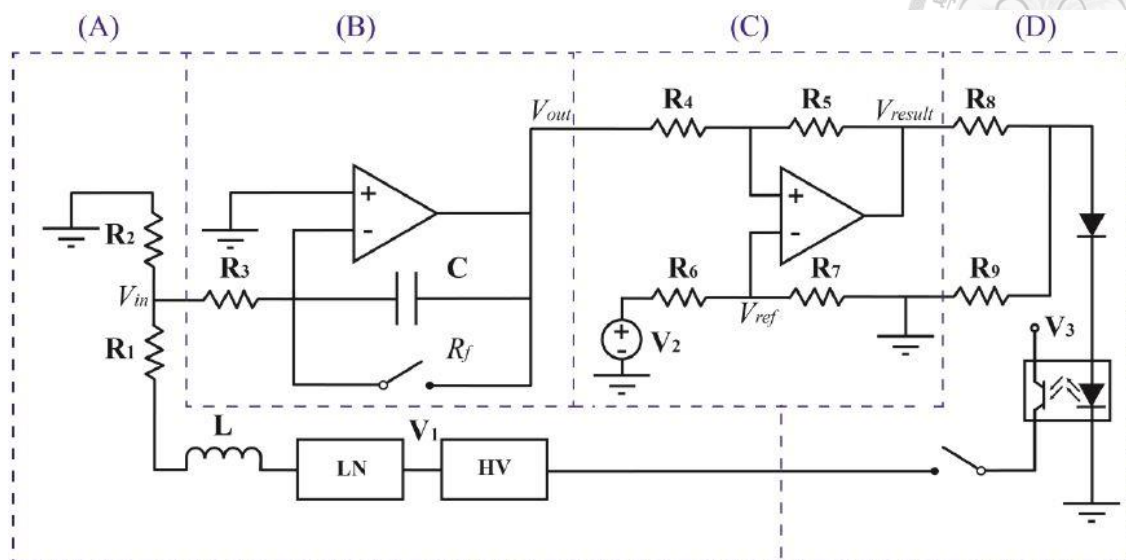 (A) (B) (C) (D)
R4 R5 Vresult R8
Vout
+
-
R2
R3 C
Vin
R1
Rf
+
-
R6 R7 R9
Vref
+
-
V2
V3
L
V1
LN HV